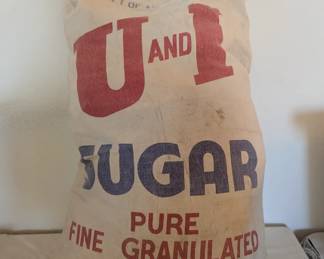 U AND I
SUGAR
PURE
FINE GRANULATED